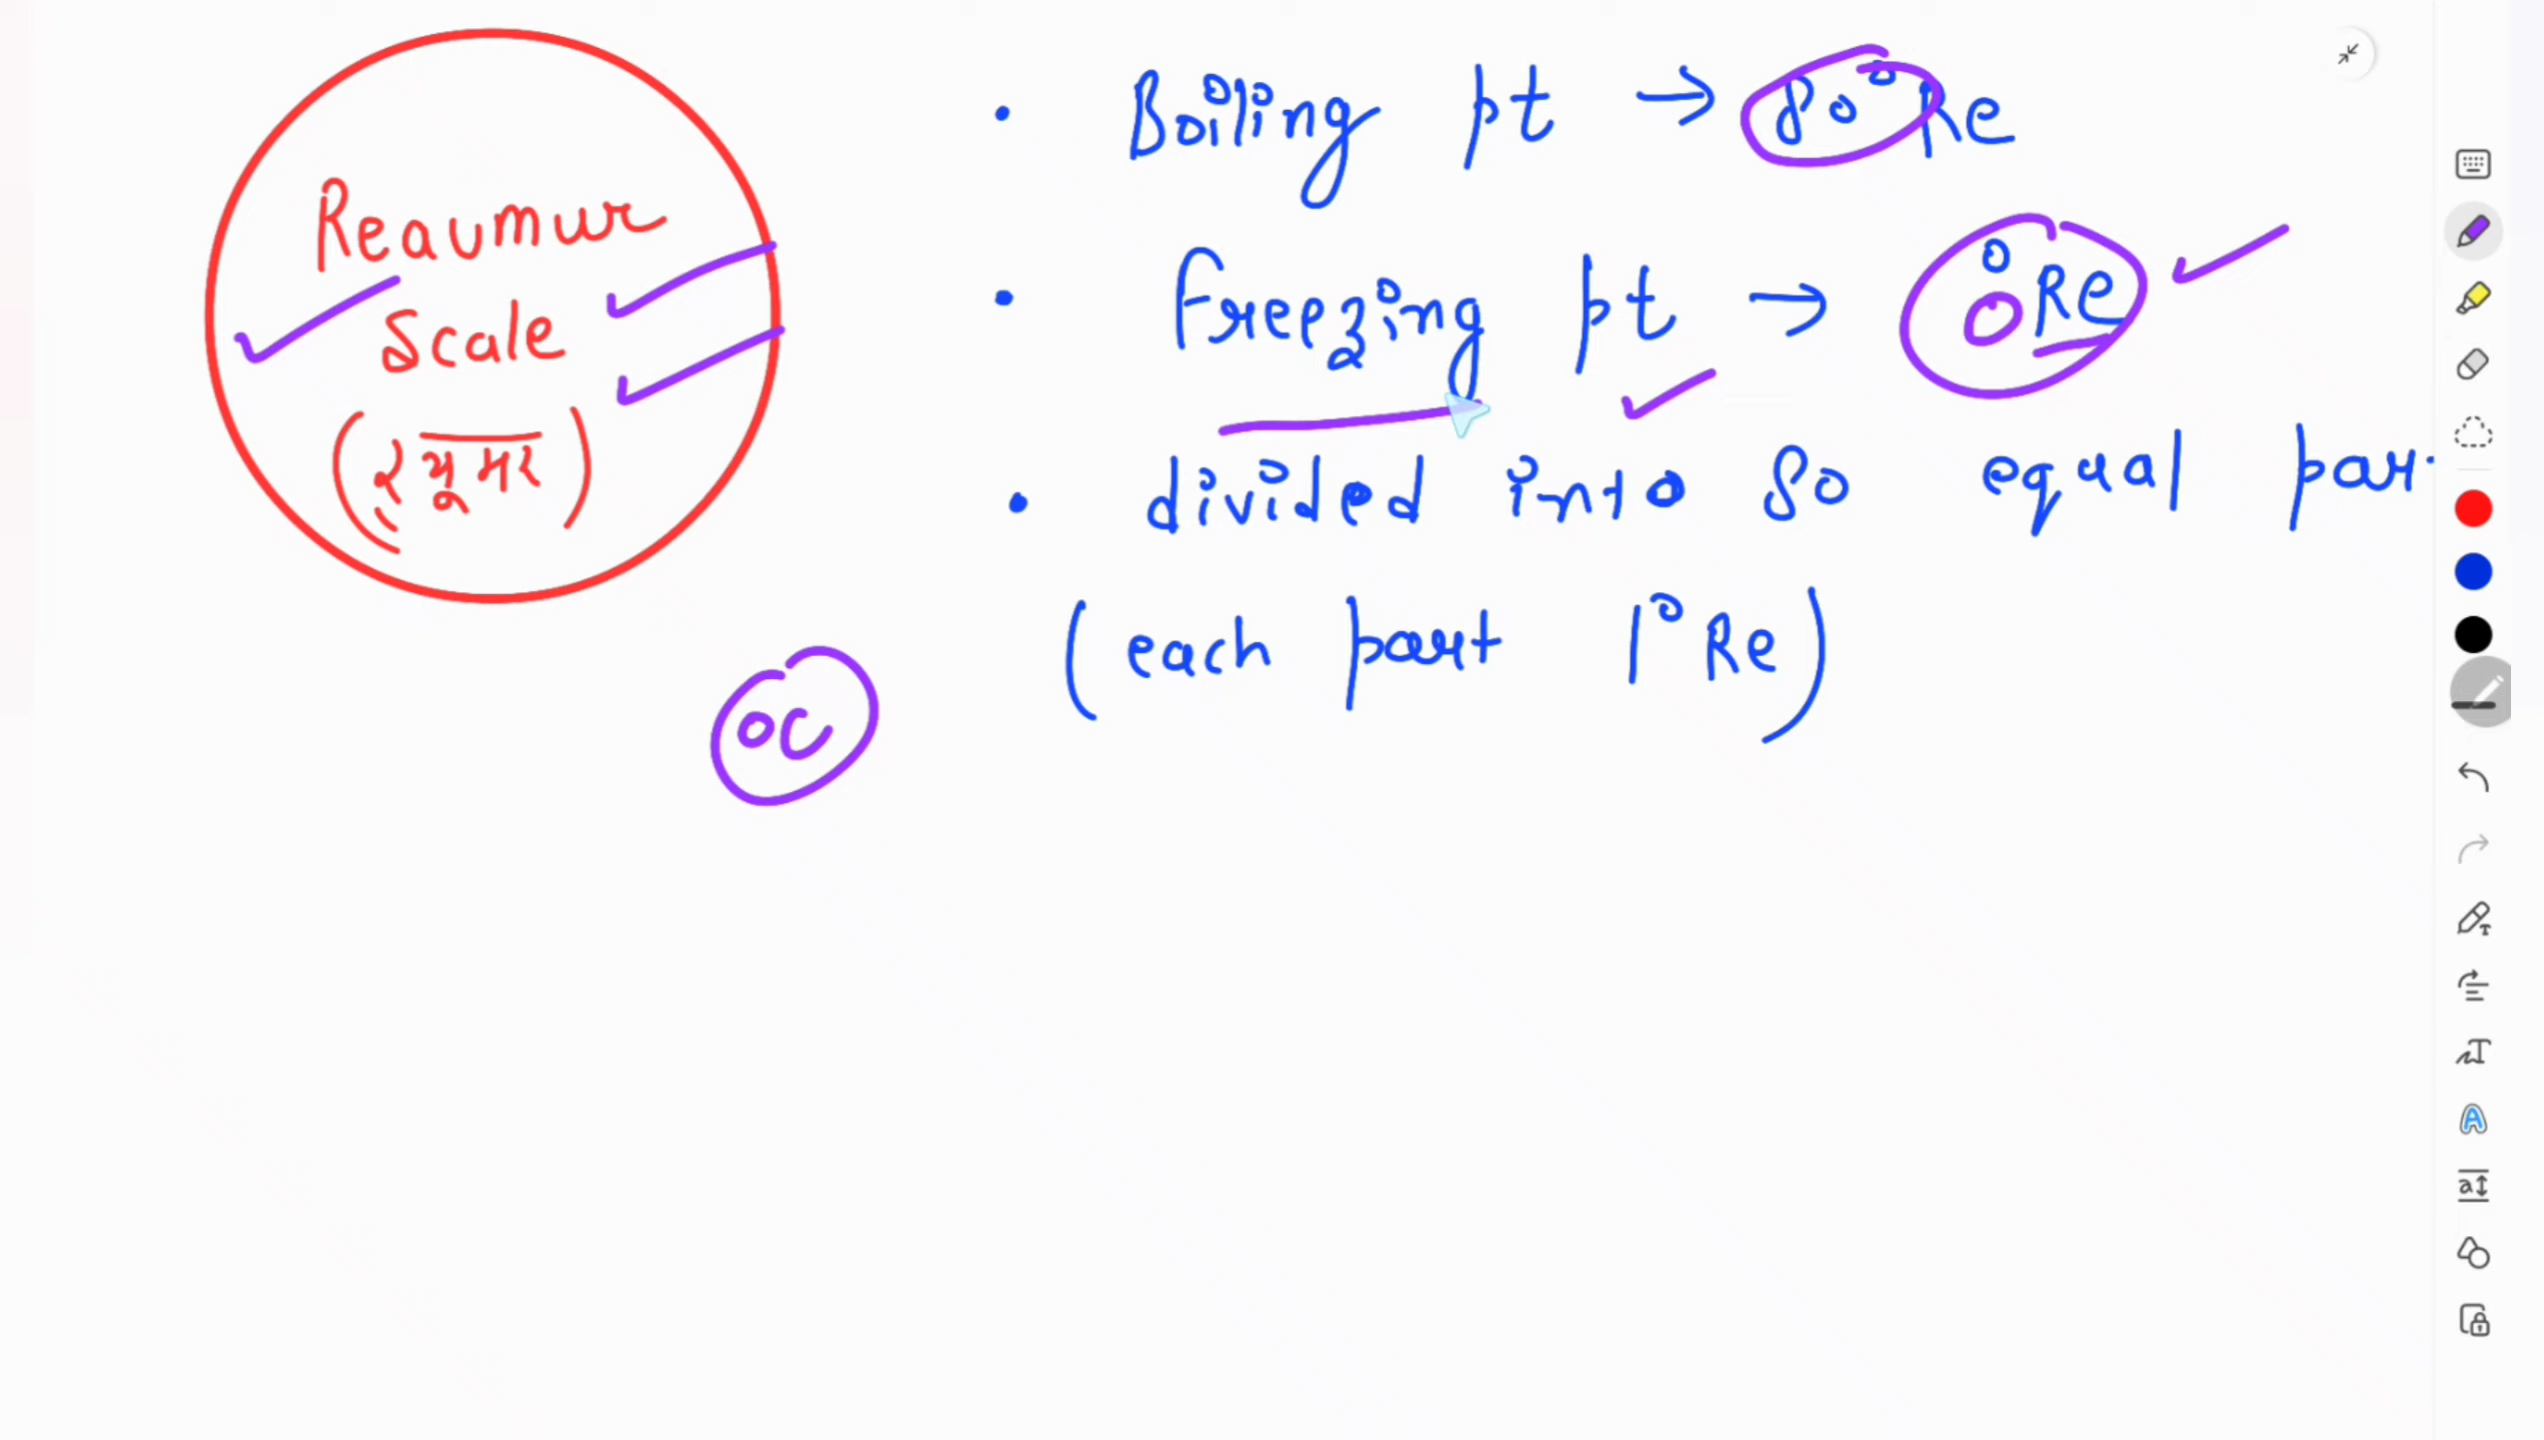 Reaumur
Scale
(रयूमर)
• Boiling pt → 80° Re
• Freezing pt → 0° Re
• divided into 80 equal par
(each part 1° Re)
0C